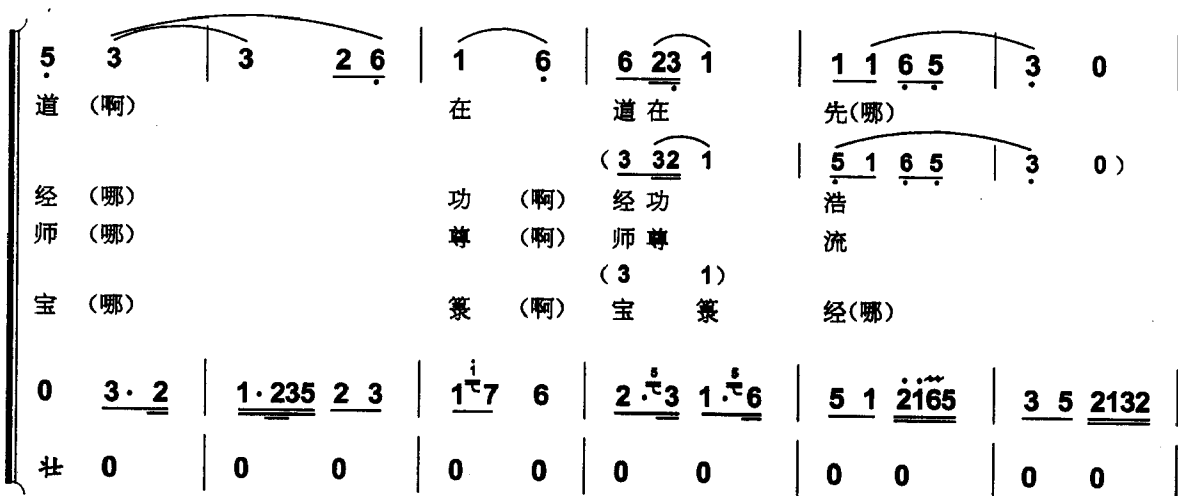 5 3 | 3 2 6 | 1 6 | 6 23 1 | 1 1 6 5 | 3 0
道 (啊) 在 道在 先(哪)
(3 32 1 | 5 1 6 5 | 3 0)
经 (哪) 功 (啊) 经功 浩
师 (哪) 尊 (啊) 师尊 流
(3 1)
宝 (哪) 箓 (啊) 宝 箓 经(哪)
0 3· 2 | 1·235 2 3 | 1 i 7 6 | 2· 5 3 1· 5 6 | 5 1 2165 | 3 5 2132
壮 0 | 0 0 | 0 0 | 0 0 | 0 0 | 0 0